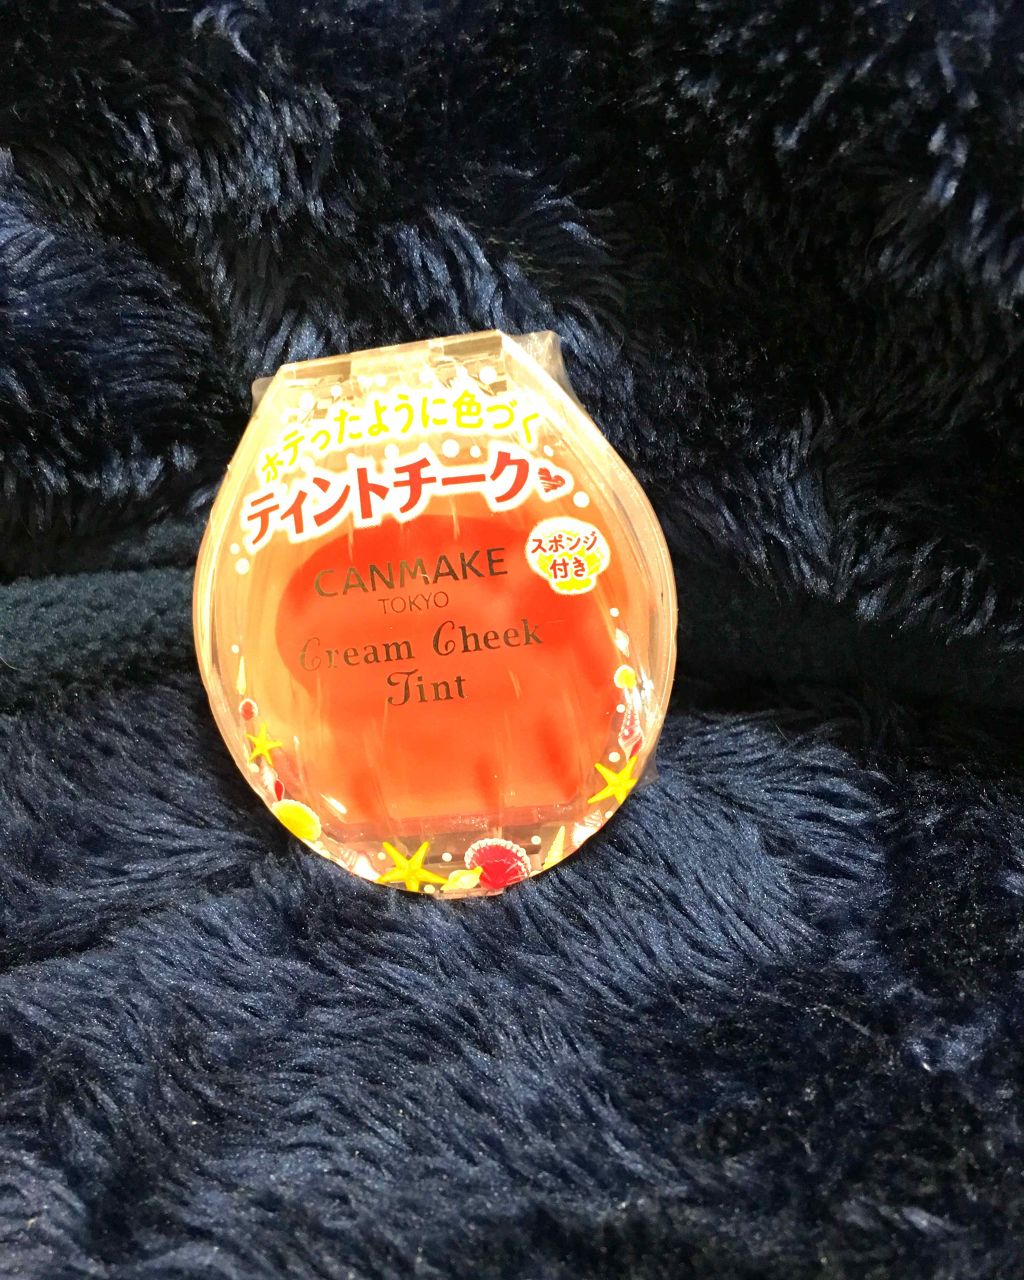 ホテったように色づく
ティントチーク
スポンジ
付き
CANMAKE
TOKYO
Cream Cheek
Tint